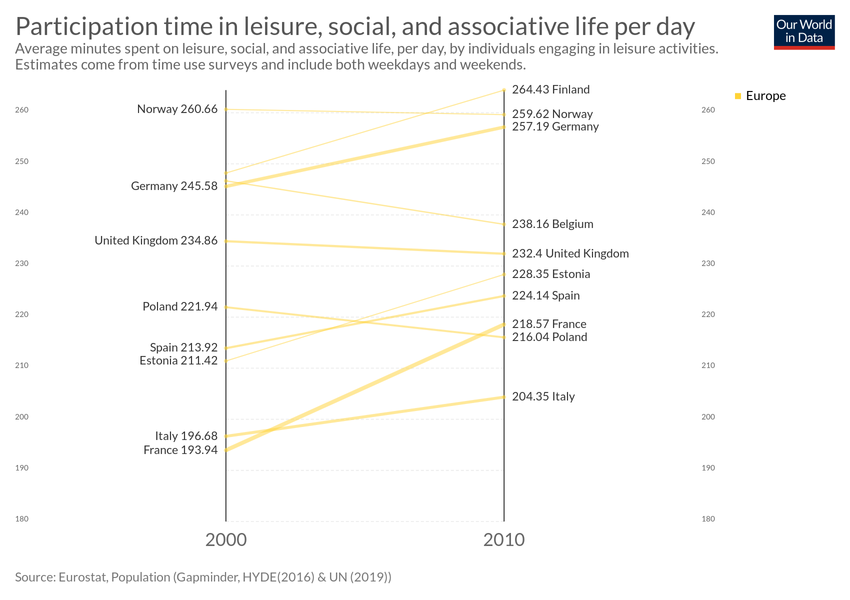 Participation time in leisure, social, and associative life per day
Our World
in Data
Average minutes spent on leisure, social, and associative life, per day, by individuals engaging in leisure activities.
Estimates come from time use surveys and include both weekdays and weekends.
264.43 Finland
Europe
Norway 260.66
260
260
259.62 Norway
257.19 Germany
250
250
Germany 245.58
240
240
238.16 Belgium
United Kingdom 234.86
232.4 United Kingdom
230
230
228.35 Estonia
224.14 Spain
Poland 221.94
220
220
218.57 France
216.04 Poland
Spain 213.92
Estonia 211.42
210
210
204.35 Italy
200
200
Italy 196.68
France 193.94
190
190
180
180
2000
2010
Source: Eurostat, Population (Gapminder, HYDE(2016) & UN (2019))